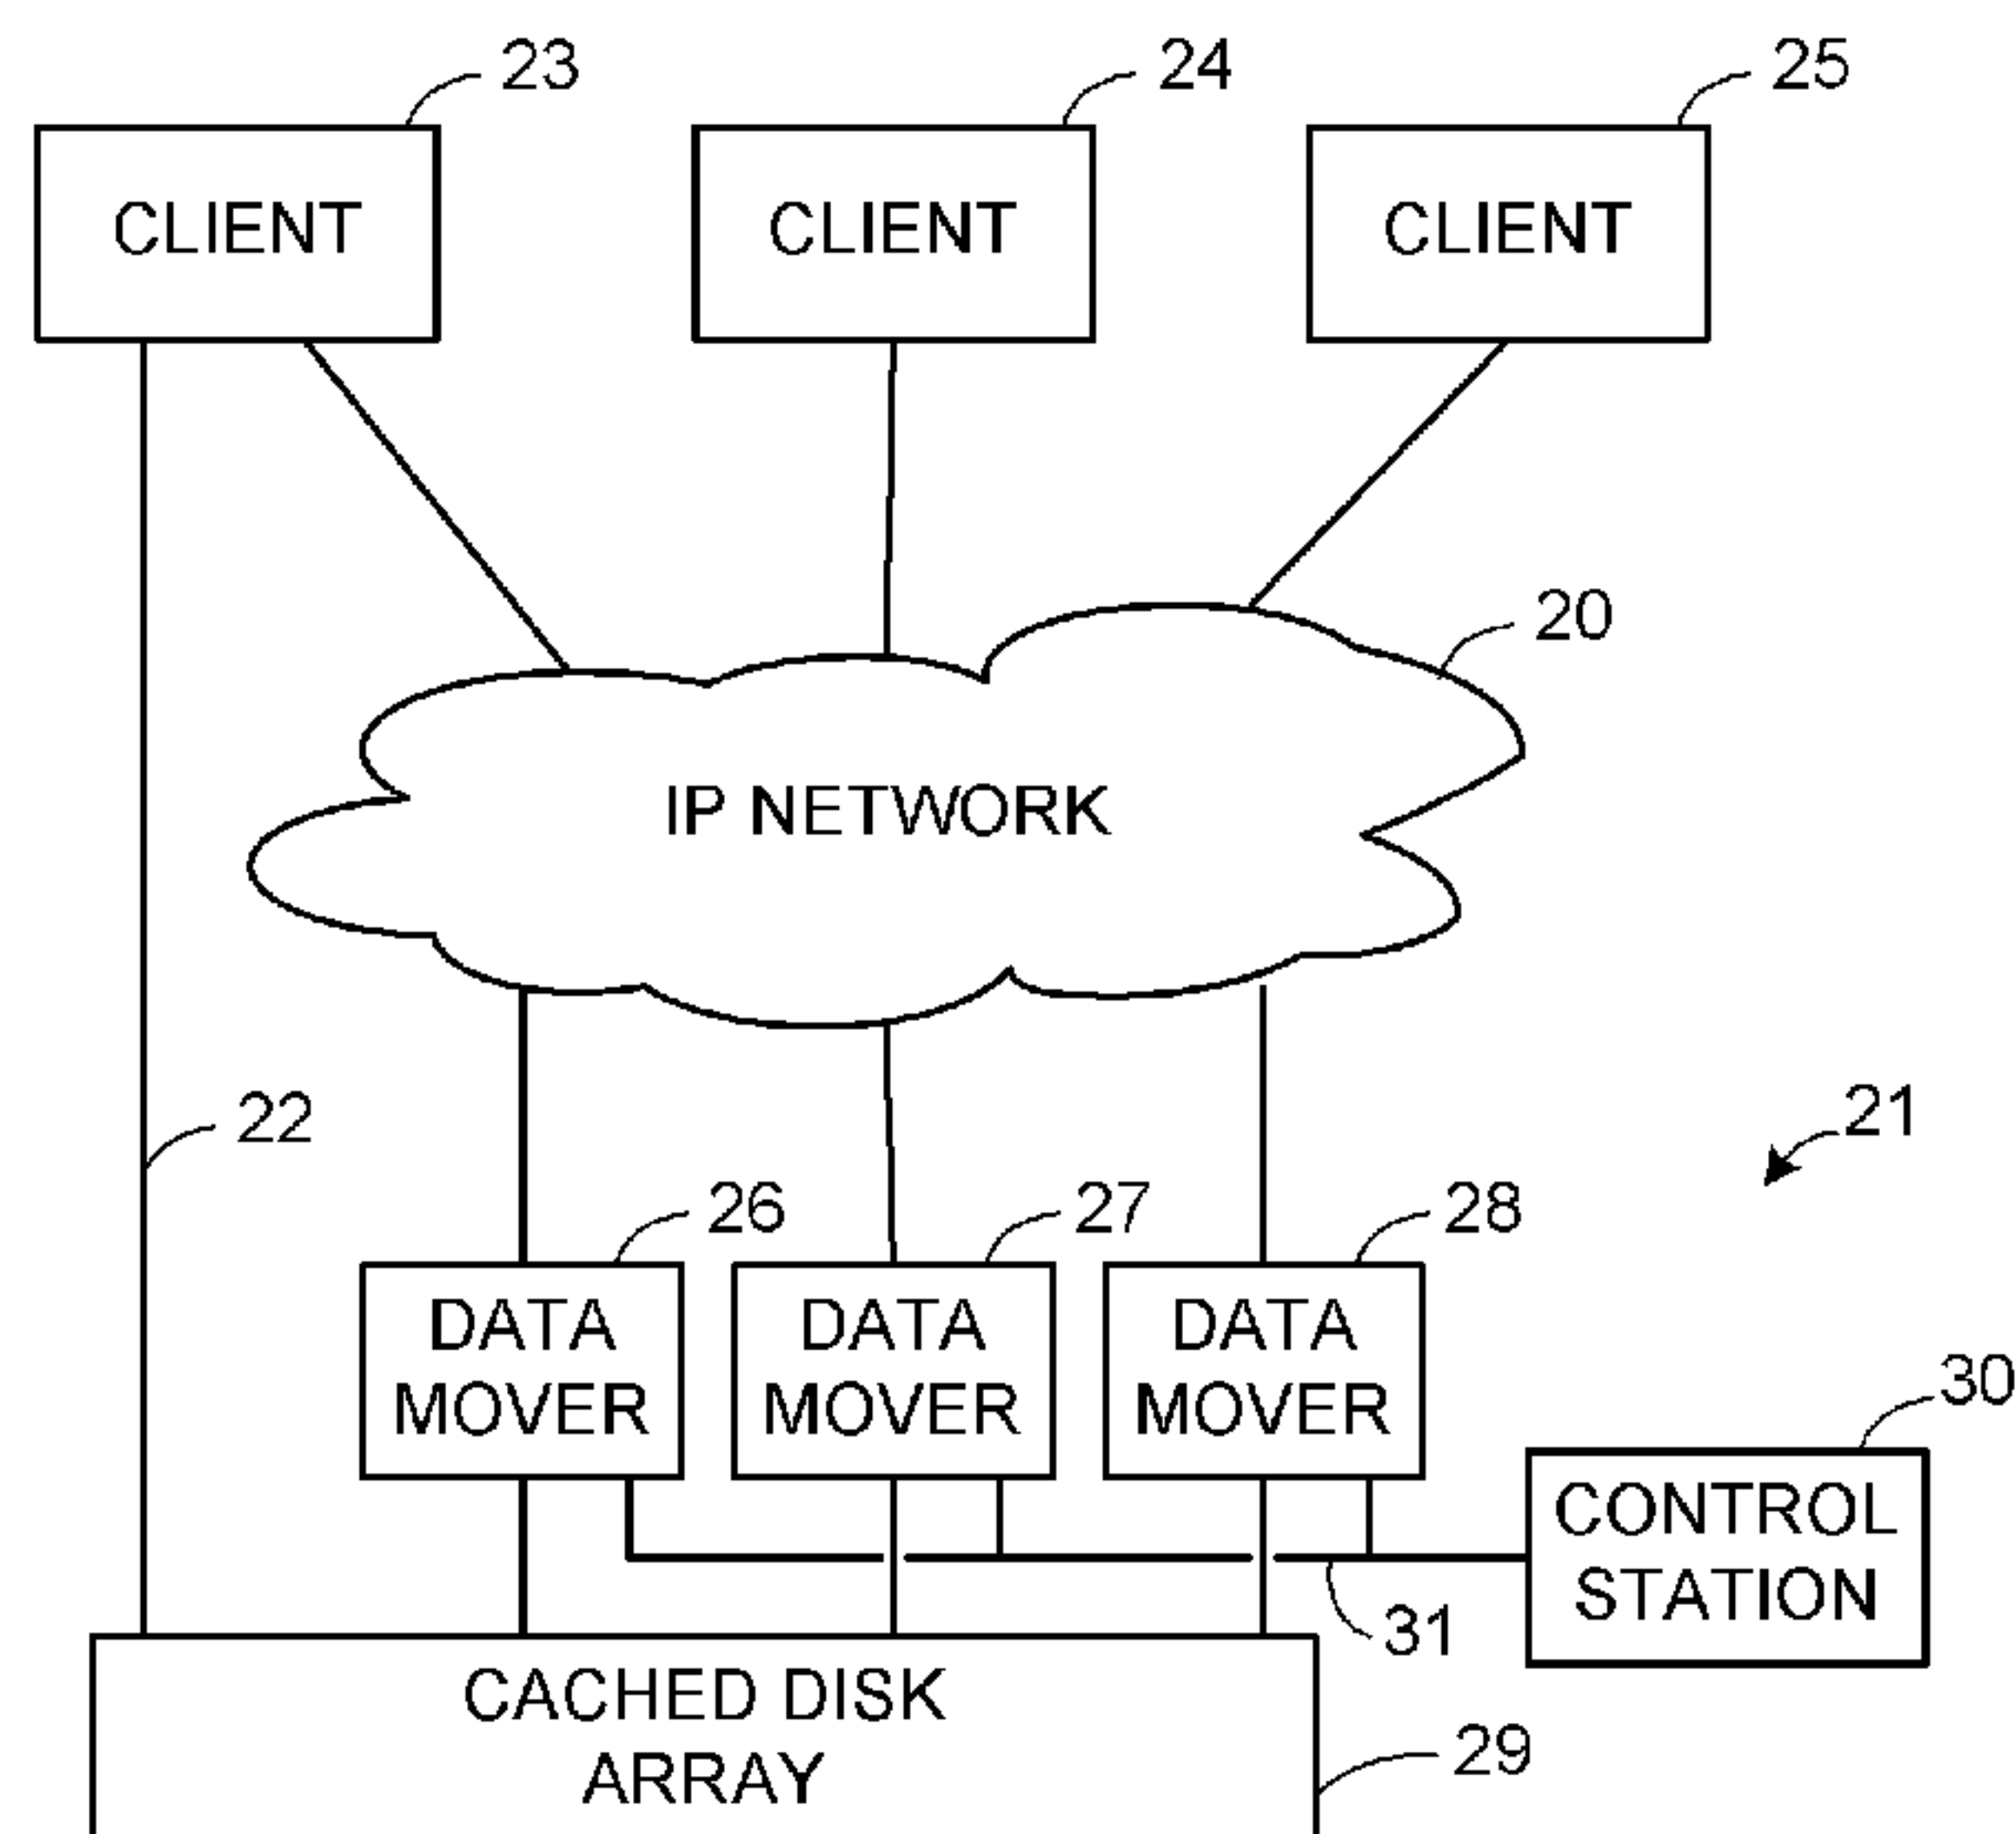 23
24
25
CLIENT
CLIENT
CLIENT
20
IP NETWORK
22
21
26
27
28
DATA
MOVER
DATA
MOVER
DATA
MOVER
30
CONTROL
STATION
31
CACHED DISK
ARRAY
29